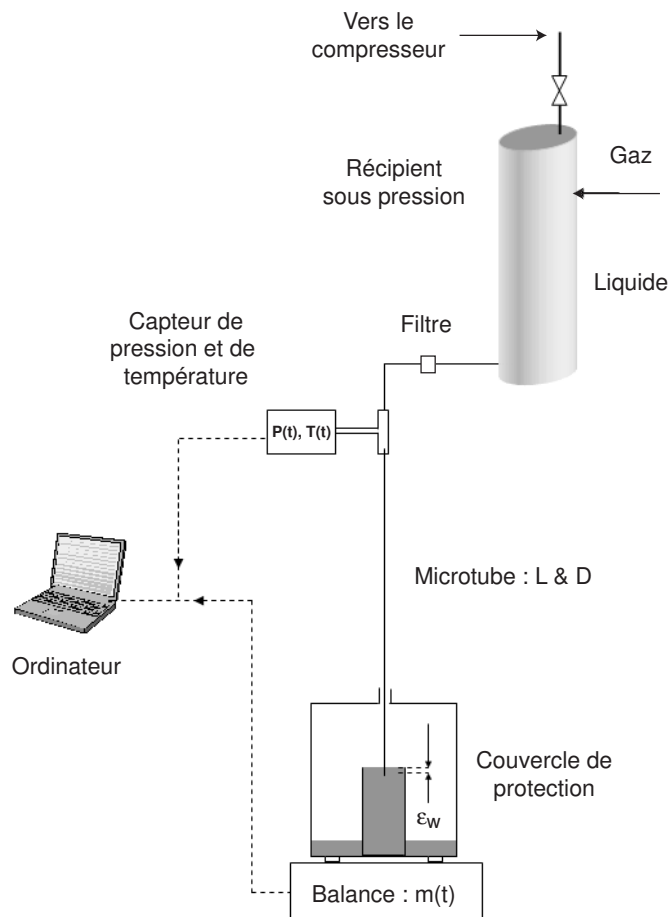 Vers le
compresseur
Récipient
sous pression
Gaz
Liquide
Filtre
Capteur de
pression et de
température
P(t), T(t)
Microtube : L & D
Ordinateur
Couvercle de
protection
εw
Balance : m(t)